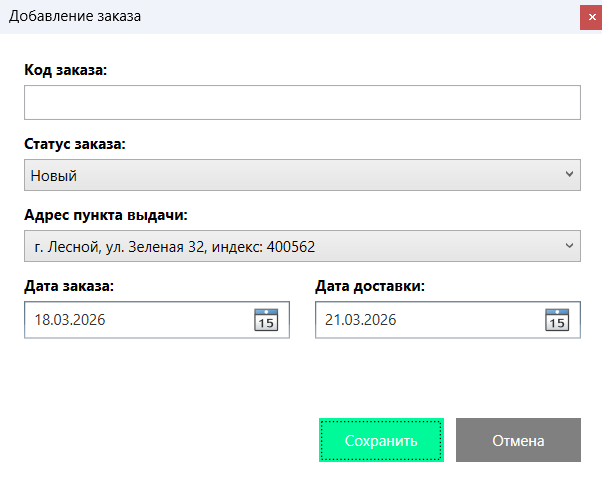 Добавление заказа
Код заказа:
Статус заказа:
Новый
Адрес пункта выдачи:
г. Лесной, ул. Зеленая 32, индекс: 400562
Дата заказа: Дата доставки:
18.03.2026 15 21.03.2026 15
Сохранить Отмена